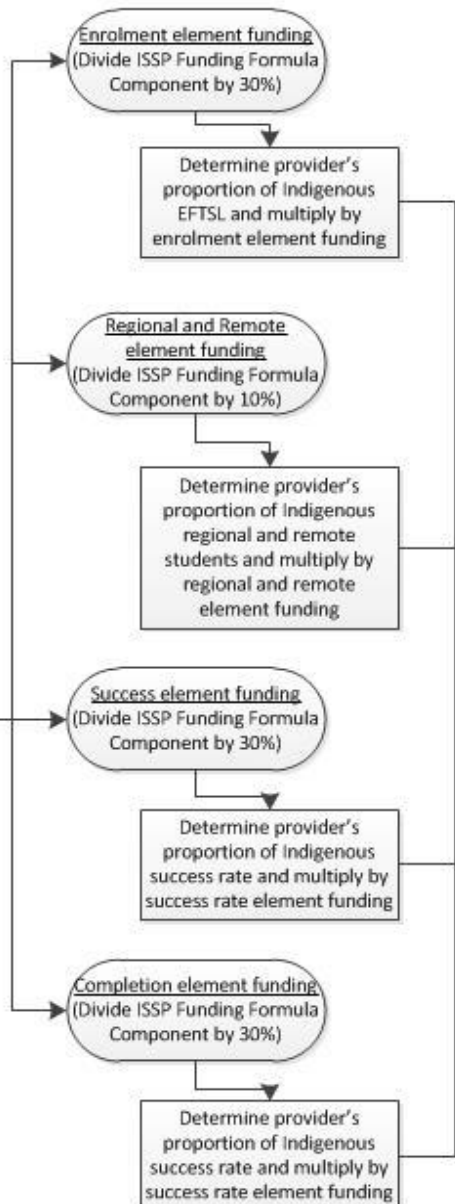 Enrolment element funding
(Divide ISSP Funding Formula
Component by 30%)
Determine provider's
proportion of Indigenous
EFTSL and multiply by
enrolment element funding
Regional and Remote
element funding
(Divide ISSP Funding Formula
Component by 10%)
Determine provider's
proportion of Indigenous
regional and remote
students and multiply by
regional and remote
element funding
Success element funding
(Divide ISSP Funding Formula
Component by 30%)
Determine provider's
proportion of Indigenous
success rate and multiply by
success rate element funding
Completion element funding
(Divide ISSP Funding Formula
Component by 30%)
Determine provider's
proportion of Indigenous
success rate and multiply by
success rate element funding